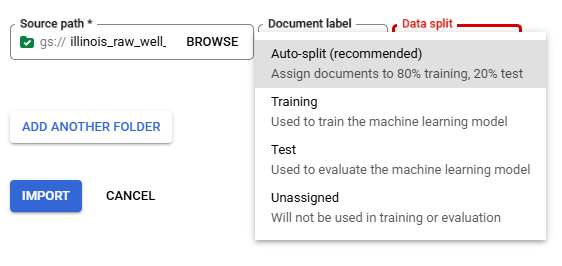 Source path *
Document label
Data split
gs:// illinois_raw_well_
BROWSE
Auto-split (recommended)
Assign documents to 80% training, 20% test
Training
Used to train the machine learning model
Test
Used to evaluate the machine learning model
Unassigned
Will not be used in training or evaluation
ADD ANOTHER FOLDER
IMPORT
CANCEL